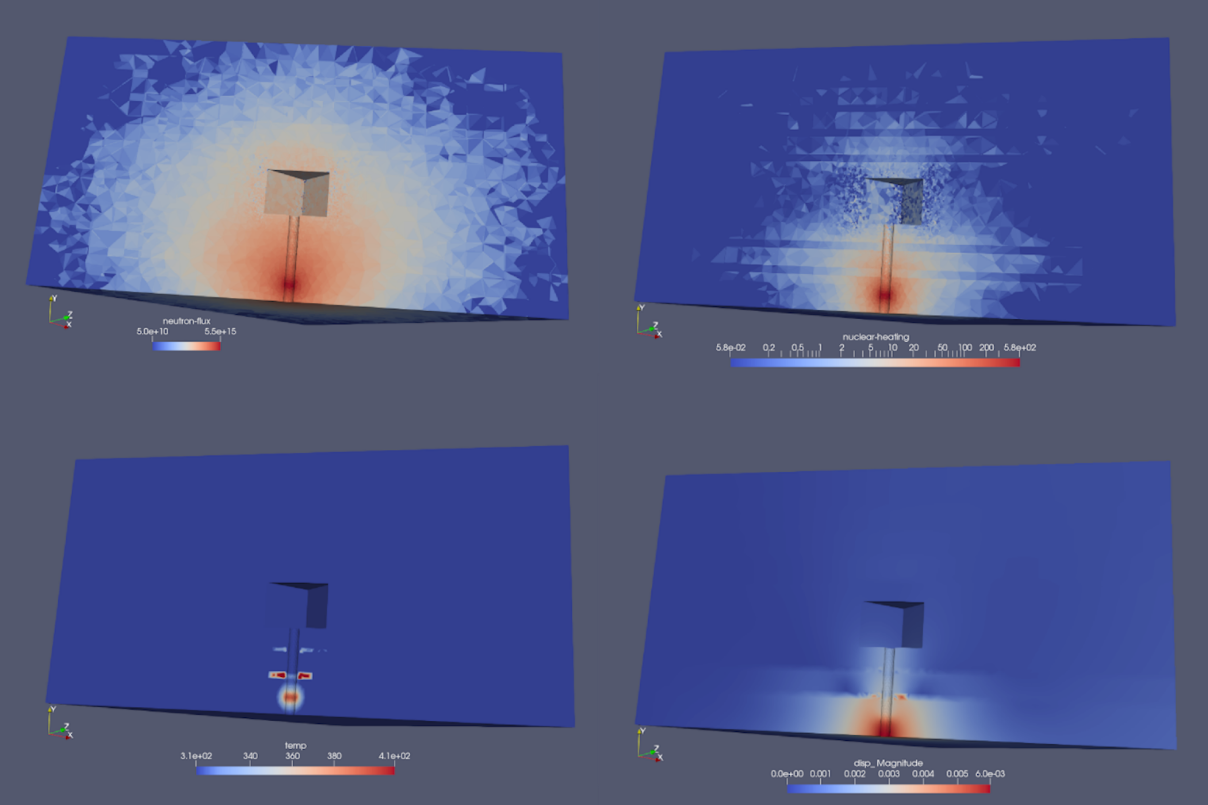 Y
Z
X
neutron-flux
5.0e+10 5.5e+15
Y
Z
X
nuclear-heating
5.8e-02 0.2 0.5 1 2 5 10 20 50 100 200 5.8e+02
Y
Z
X
temp
3.1e+02 340 360 380 4.1e+02
Y
Z
X
disp_ Magnitude
0.0e+00 0.001 0.002 0.003 0.004 0.005 6.0e-03